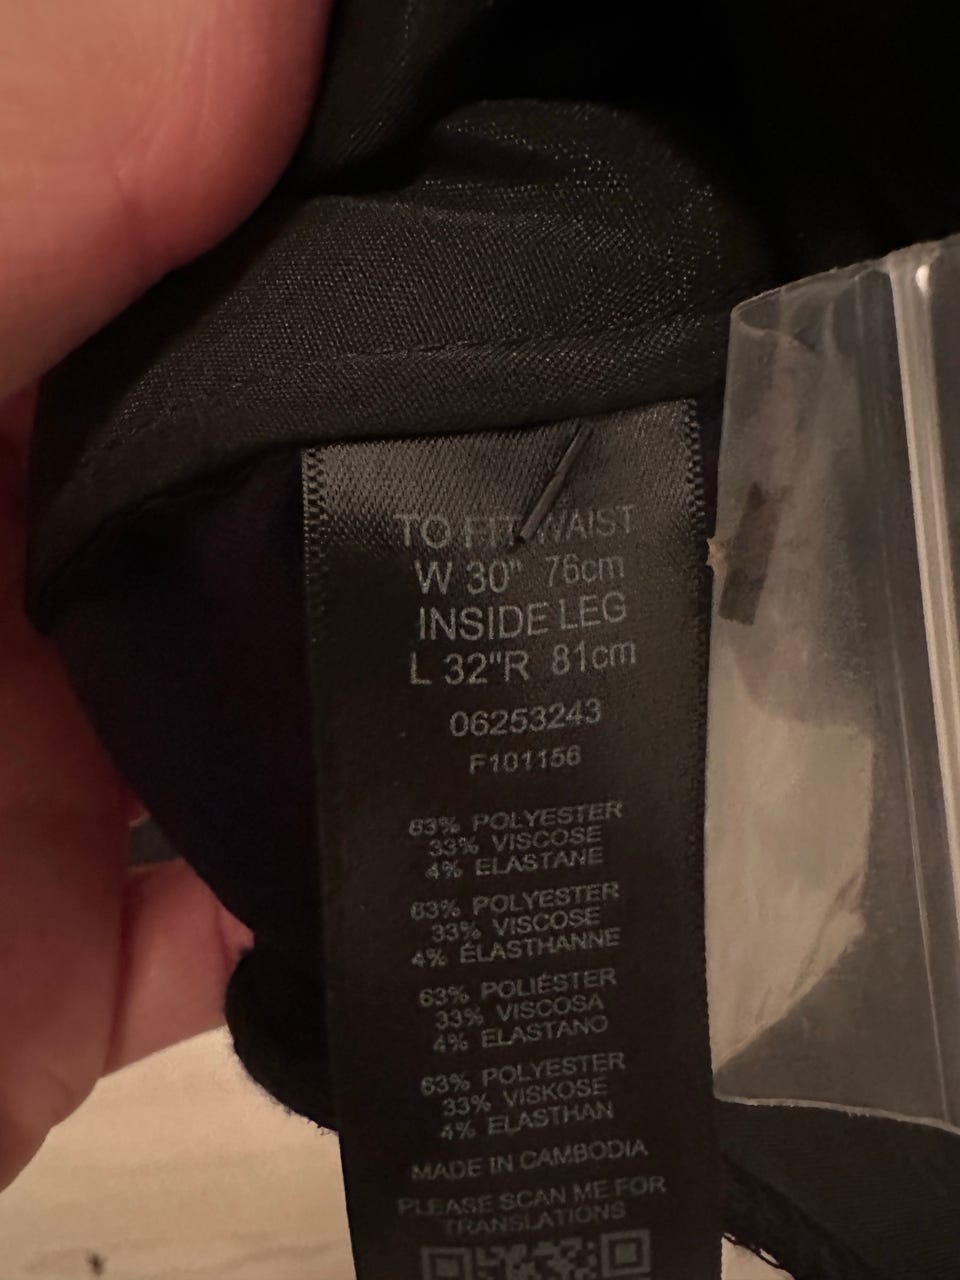 TO FIT WAIST
W 30" 76cm
INSIDE LEG
L 32"R 81cm
06253243
F101156
63% POLYESTER
33% VISCOSE
4% ELASTANE
63% POLYESTER
33% VISCOSE
4% ÉLASTHANNE
63% POLIÉSTER
33% VISCOSA
4% ELASTANO
63% POLYESTER
33% VISKOSE
4% ELASTHAN
MADE IN CAMBODIA
PLEASE SCAN ME FOR
TRANSLATIONS